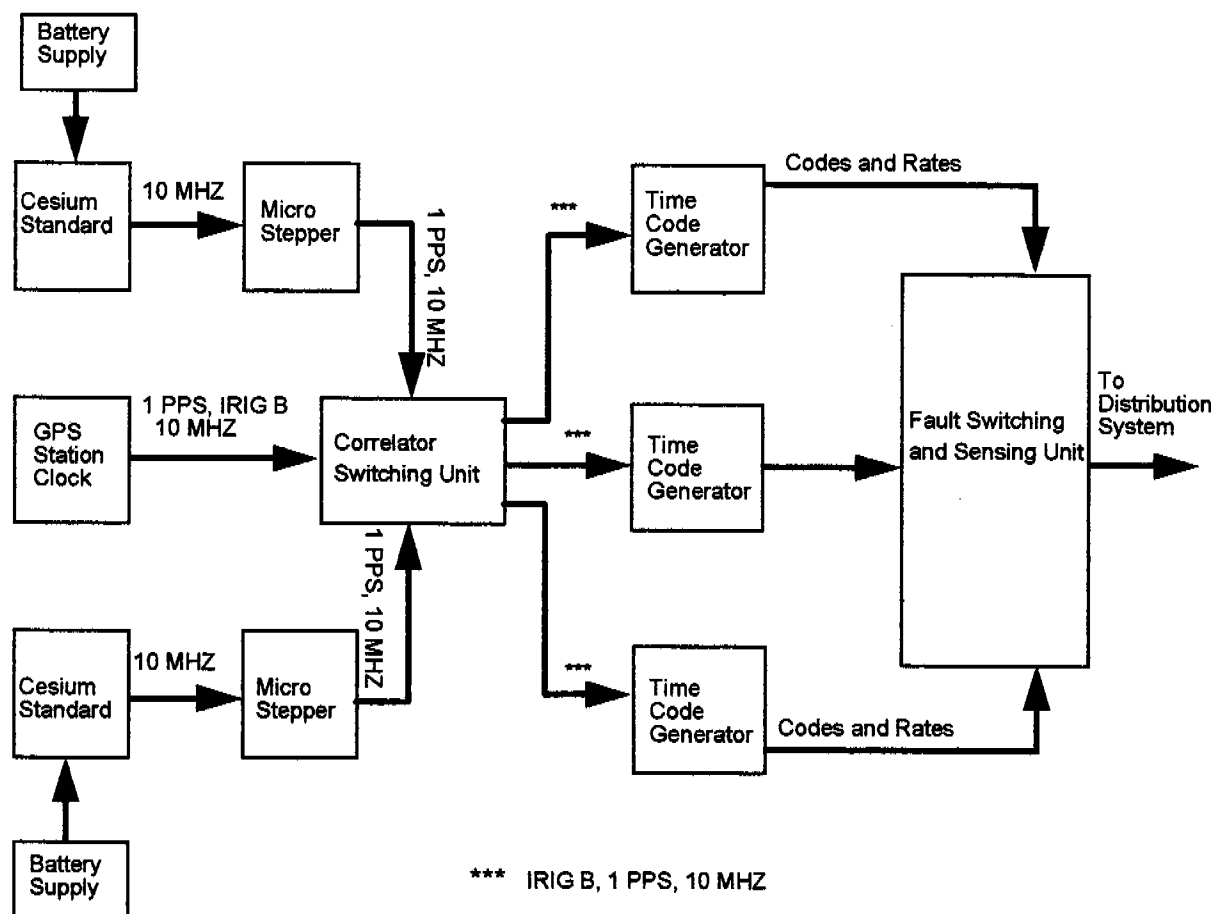 Battery
Supply
Cesium
Standard
10 MHZ
Micro
Stepper
1 PPS, 10 MHZ
***
Time
Code
Generator
Codes and Rates
GPS
Station
Clock
1 PPS, IRIG B
10 MHZ
Correlator
Switching Unit
***
Time
Code
Generator
Fault Switching
and Sensing Unit
To
Distribution
System
Cesium
Standard
10 MHZ
Micro
Stepper
1 PPS, 10 MHZ
***
Time
Code
Generator
Codes and Rates
Battery
Supply
*** IRIG B, 1 PPS, 10 MHZ